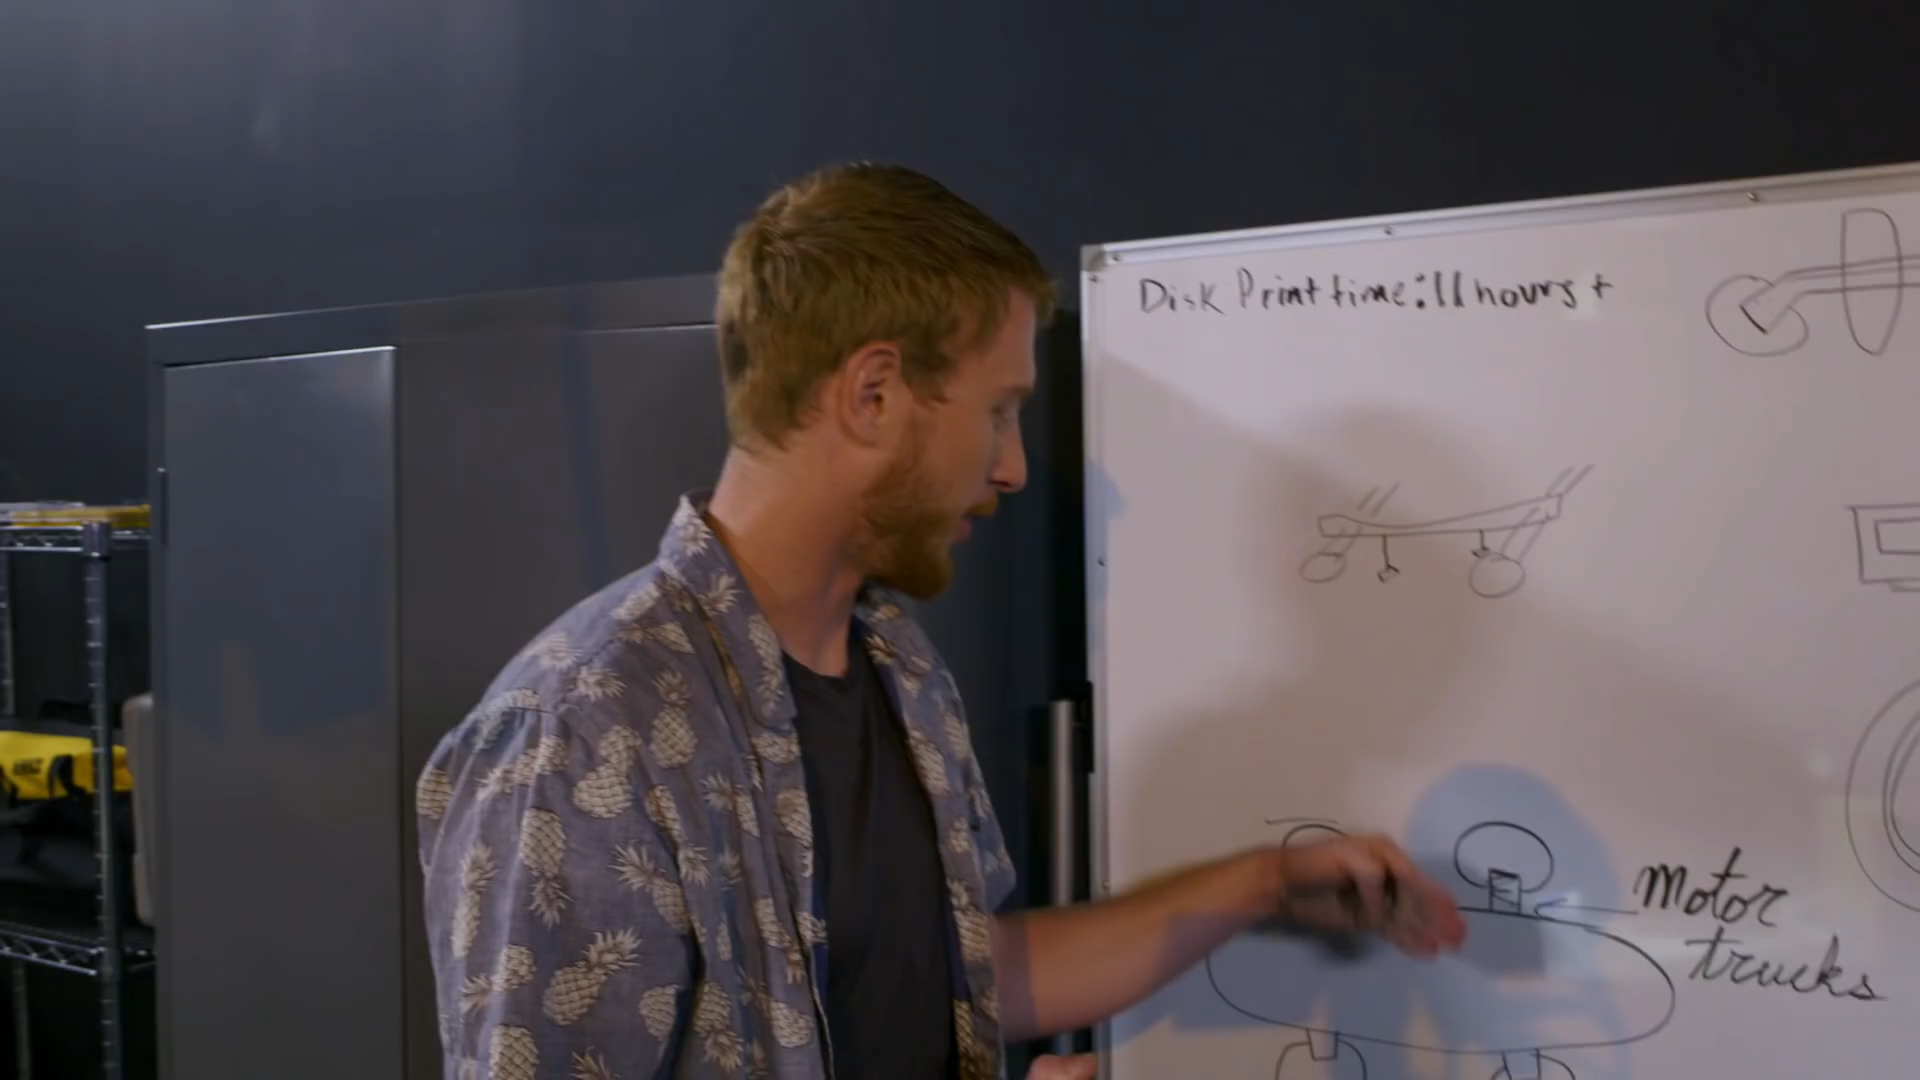 Disk Print time: 11 hours +
Motor
trucks